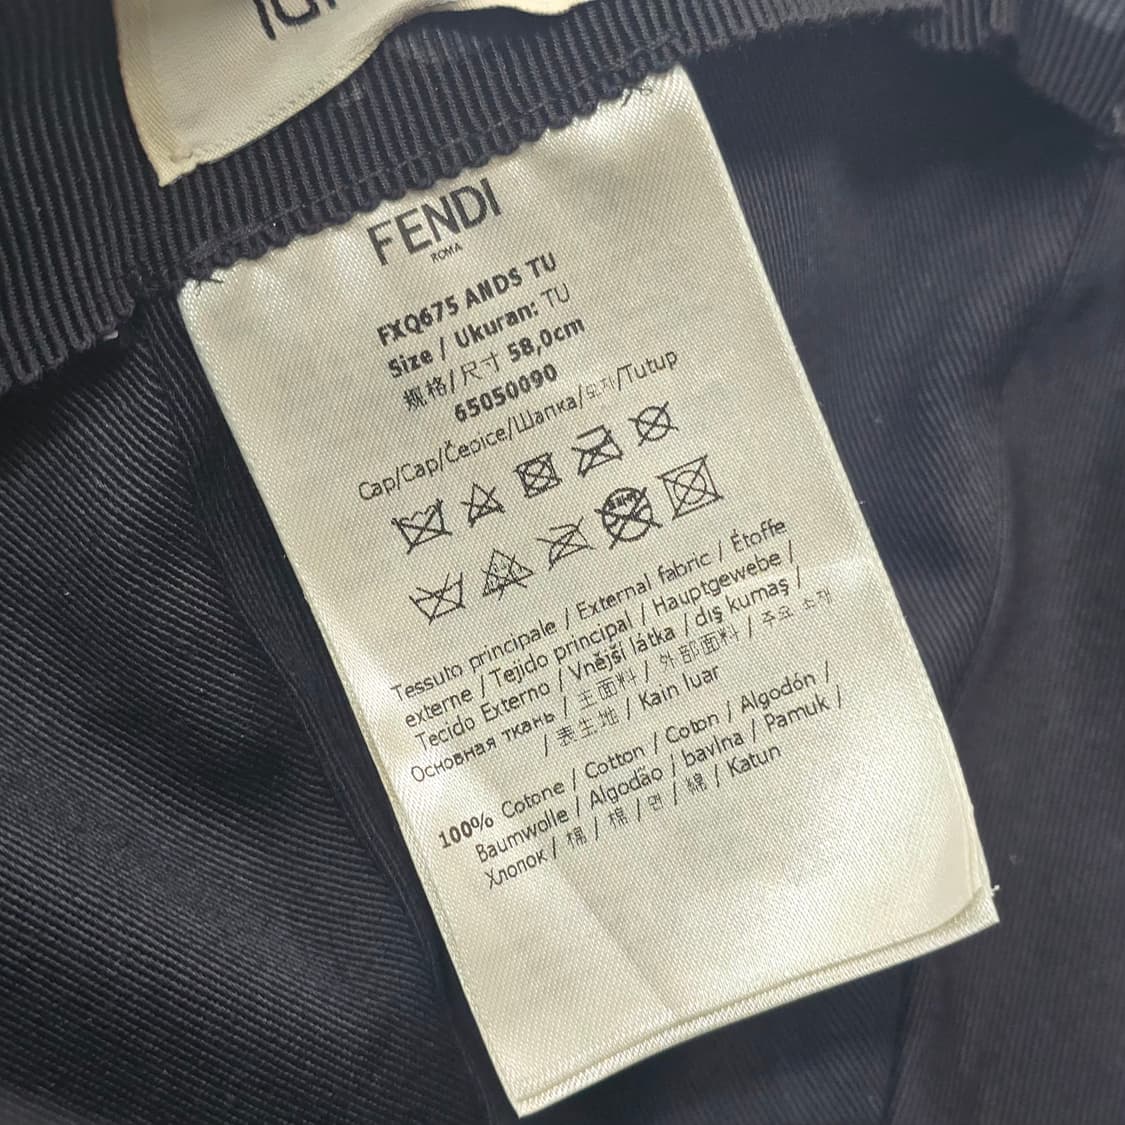 FENDI
ROMA
FXQ675 ANDS TU
Size / Ukuran: TU
规格/尺寸 58,0cm
65050090
Cap/Cap/Čepice/Шапка/모자/Tutup
Tessuto principale / External fabric / Étoffe
externe / Tejido principal / Hauptgewebe /
Tecido Externo / Vnější látka / dış kumaş /
Основная ткань / 主面料 / 外部面料 / 주요 소재
/ 表生地 / Kain luar
100% Cotone / Cotton / Coton / Algodón /
Baumwolle / Algodão / bavlna / Pamuk /
Хлопок / 棉 / 棉 / 면 / 綿 / Katun